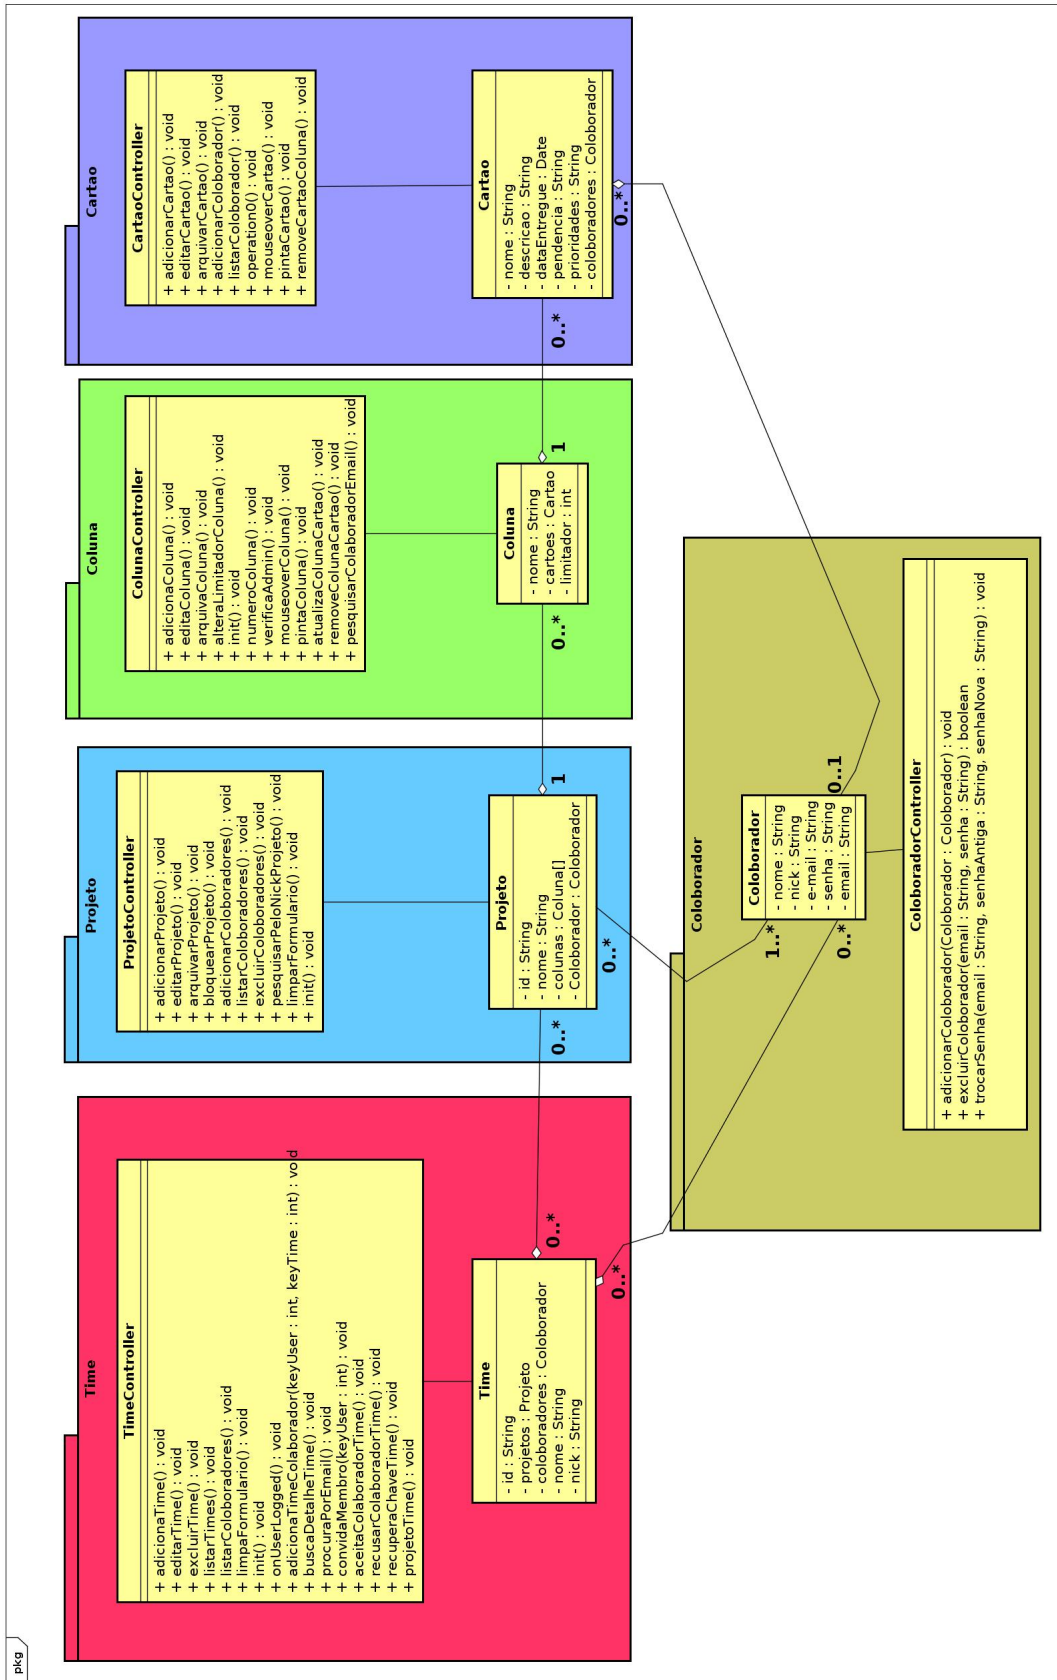 pkg
Time
TimeController
+ adicionaTime() : void
+ editarTime() : void
+ excluirTime() : void
+ listarTimes() : void
+ listarColoboradores() : void
+ limpaFormulario() : void
+ init() : void
+ onUserLogged() : void
+ adicionaTimeColaborador(keyUser : int, keyTime : int) : void
+ buscaDetalheTime() : void
+ procuraPorEmail() : void
+ convidaMembro(keyUser : int) : void
+ aceitaColaboradorTime() : void
+ recusarColaboradorTime() : void
+ recuperaChaveTime() : void
+ projetoTime() : void
Time
- id : String
- projetos : Projeto
- coloboradores : Coloborador
- nome : String
- nick : String
0..*
0..*
Projeto
ProjetoController
+ adicionarProjeto() : void
+ editarProjeto() : void
+ arquivarProjeto() : void
+ bloquearProjeto() : void
+ adicionarColoboradores() : void
+ listarColoboradores() : void
+ excluirColoboradores() : void
+ pesquisarPeloNickProjeto() : void
+ limparFormulario() : void
+ init() : void
Projeto
- id : String
- nome : String
- colunas : Coluna[]
- Coloborador : Coloborador
0..*
0..*
1
Coluna
ColunaController
+ adicionaColuna() : void
+ editaColuna() : void
+ arquivaColuna() : void
+ alteraLimitadorColuna() : void
+ init() : void
+ numeroColuna() : void
+ verificaAdmin() : void
+ mouseoverColuna() : void
+ pintaColuna() : void
+ atualizaColunaCartao() : void
+ removeColunaCartao() : void
+ pesquisarColaboradorEmail() : void
Coluna
- nome : String
- cartoes : Cartao
- limitador : int
0..*
1
Cartao
CartaoController
+ adicionarCartao() : void
+ editarCartao() : void
+ arquivarCartao() : void
+ adicionarColoborador() : void
+ listarColoborador() : void
+ operation0() : void
+ mouseoverCartao() : void
+ pintaCartao() : void
+ removeCartaoColuna() : void
Cartao
- nome : String
- descricao : String
- dataEntregue : Date
- pendencia : String
- prioridades : String
- coloboradores : Coloborador
0..*
0..*
Coloborador
Coloborador
- nome : String
- nick : String
- e-mail : String
- senha : String
- email : String
1..*
0..*
0..1
ColoboradorController
+ adicionarColoborador(Coloborador : Coloborador) : void
+ excluirColoborador(email : String, senha : String) : boolean
+ trocarSenha(email : String, senhaAntiga : String, senhaNova : String) : void